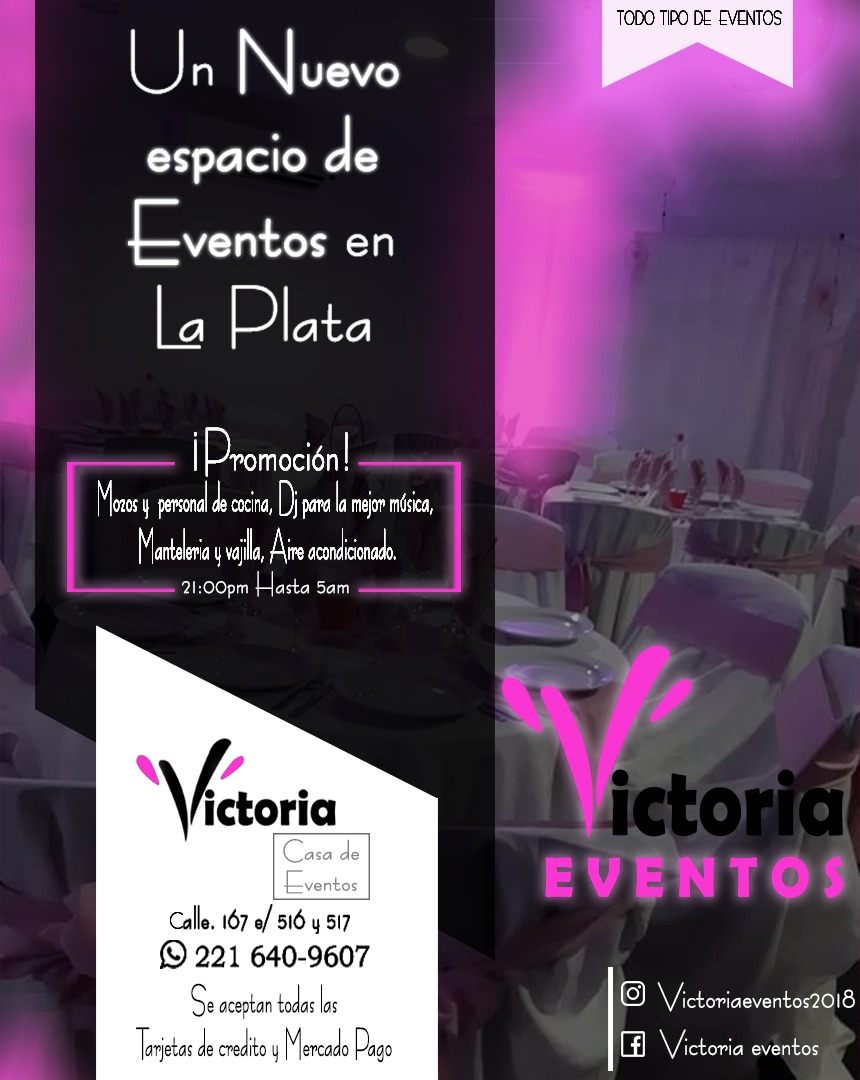 TODO TIPO DE EVENTOS
Un Nuevo
espacio de
Eventos en
La Plata
¡Promoción!
Mozos y personal de cocina, Dj para la mejor música,
Manteleria y vajilla, Aire acondicionado.
21:00pm Hasta 5am
Victoria
Casa de
Eventos
Calle. 167 e/ 516 y 517
221 640-9607
Se aceptan todas las
Tarjetas de credito y Mercado Pago
Victoria
EVENTOS
Victoriaeventos2018
Victoria eventos